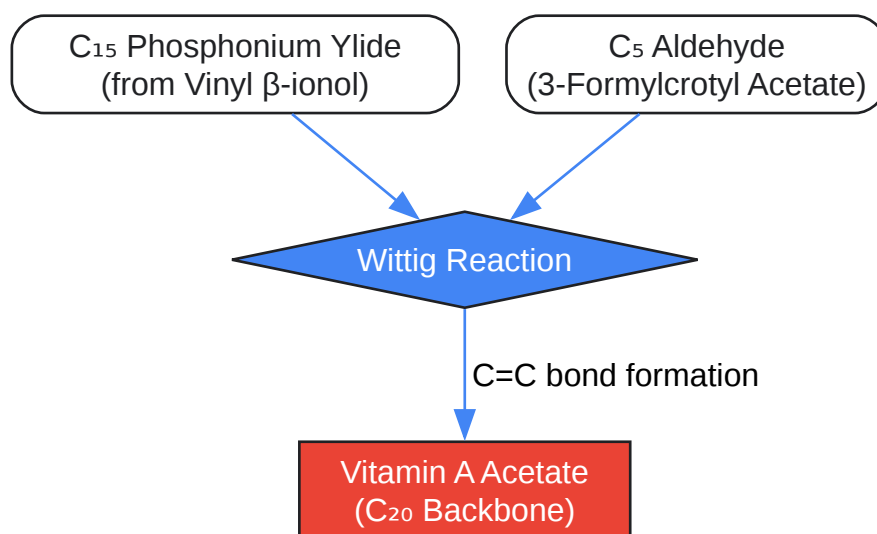 C₁₅ Phosphonium Ylide
(from Vinyl β-ionol)
C₅ Aldehyde
(3-Formylcrotyl Acetate)
Wittig Reaction
C=C bond formation
Vitamin A Acetate
(C₂₀ Backbone)